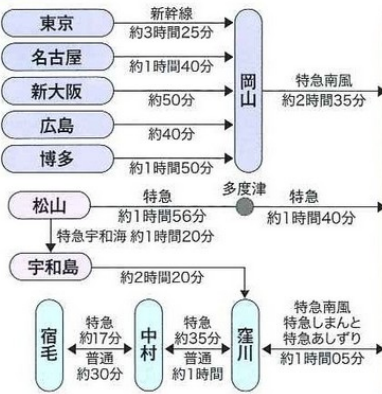 東京
新幹線
約3時間25分
名古屋
約1時間40分
新大阪
約50分
広島
約40分
博多
約1時間50分
岡山
特急南風
約2時間35分
松山
特急
約1時間56分
多度津
特急
約1時間40分
特急宇和海 約1時間20分
宇和島
約2時間20分
宿毛
特急
約17分
普通
約30分
中村
特急
約35分
普通
約1時間
窪川
特急南風
特急しまんと
特急あしずり
約1時間05分